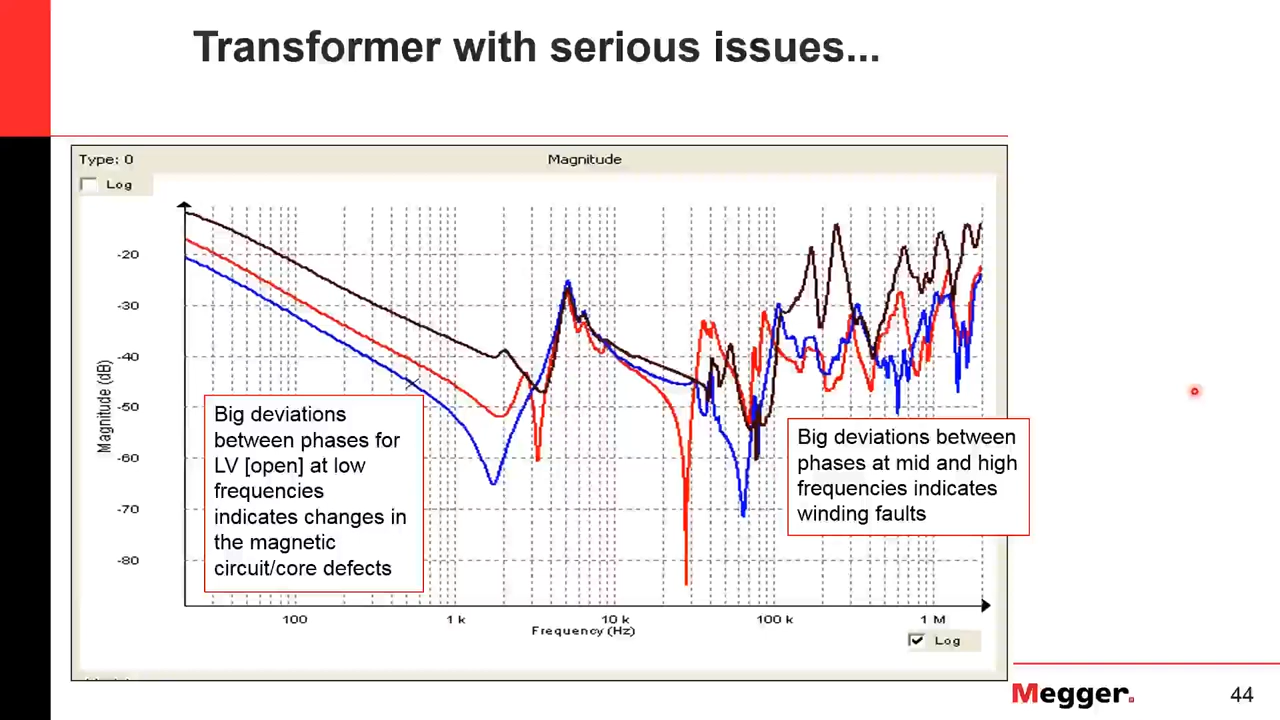 Transformer with serious issues...
Type: 0
Magnitude
Log
-20
-30
-40
-50
-60
-70
-80
Magnitude (dB)
Big deviations
between phases for
LV [open] at low
frequencies
indicates changes in
the magnetic
circuit/core defects
Big deviations between
phases at mid and high
frequencies indicates
winding faults
100
1 k
10 k
100 k
1 M
Frequency (Hz)
Log
Megger.
44